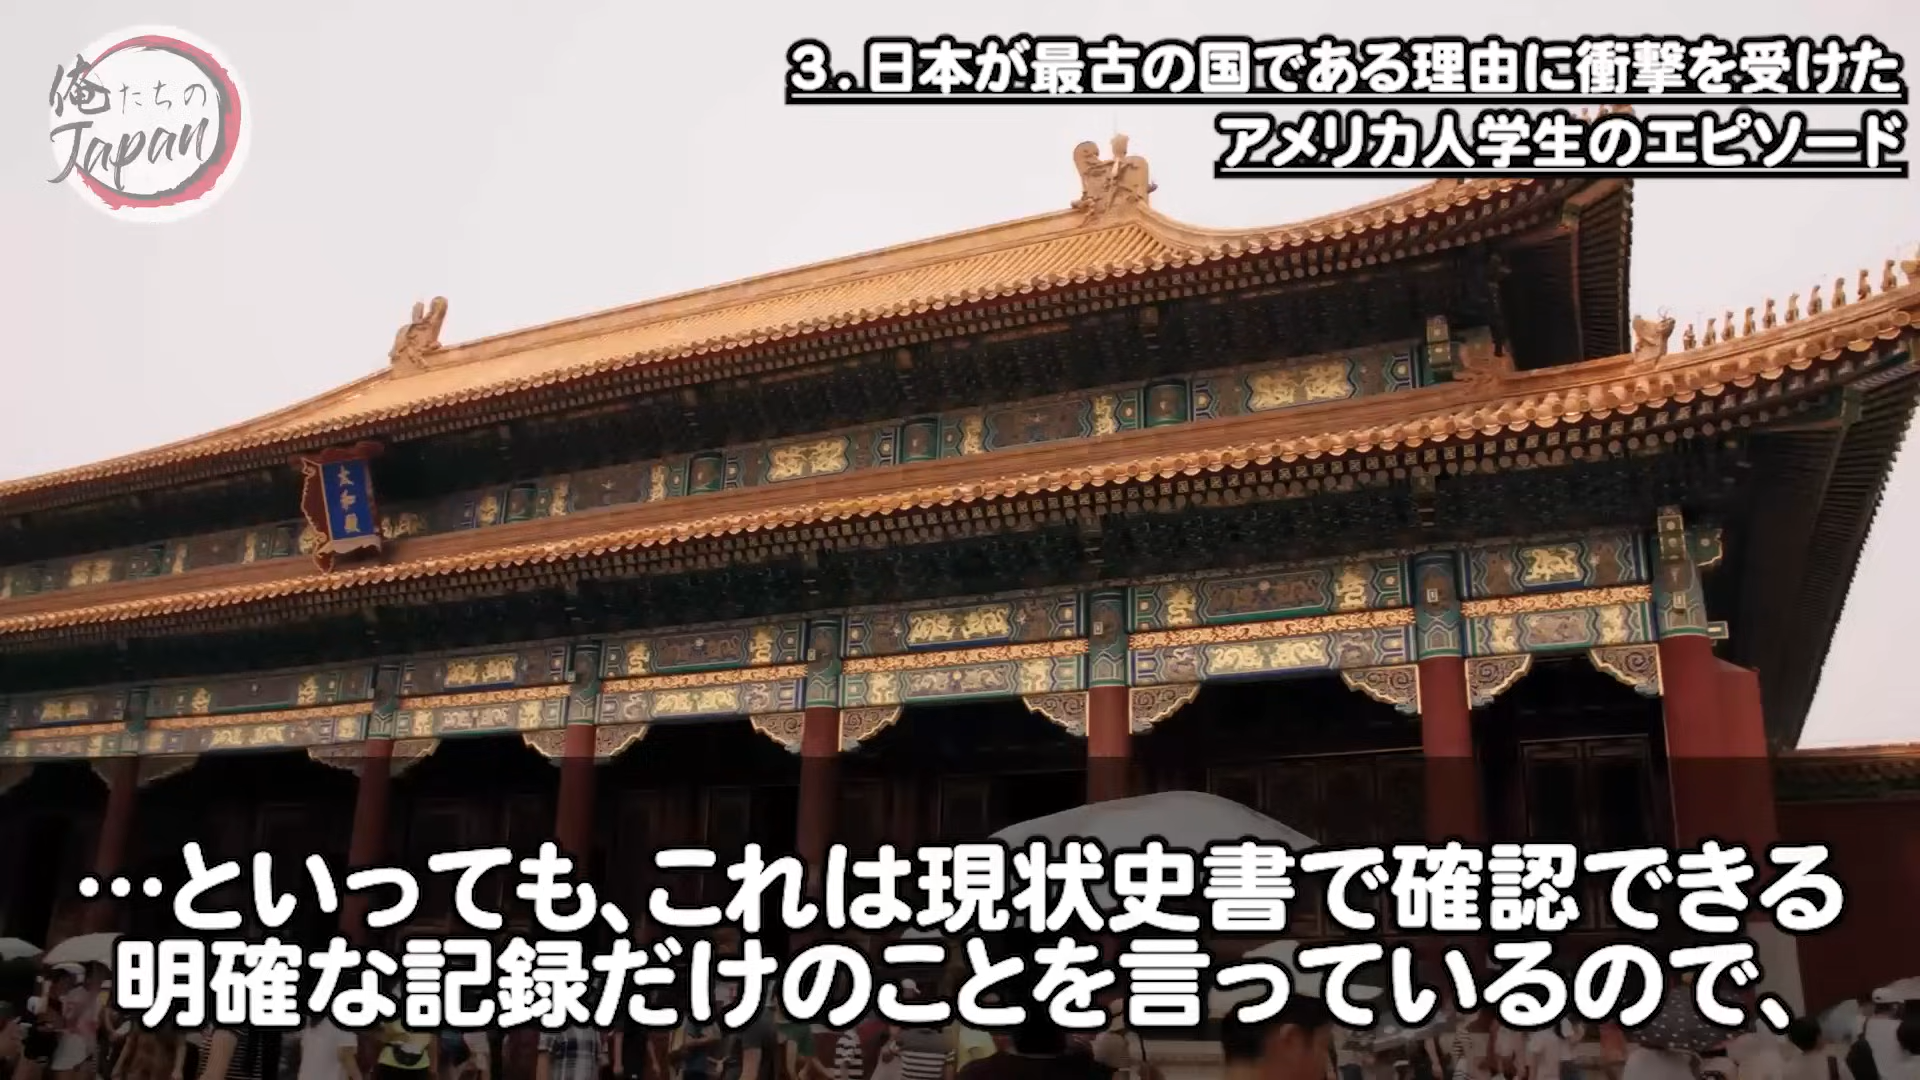 俺たちの
Japan
3.日本が最古の国である理由に衝撃を受けた
アメリカ人学生のエピソード
太和殿
…といっても、これは現状史書で確認できる
明確な記録だけのことを言っているので、